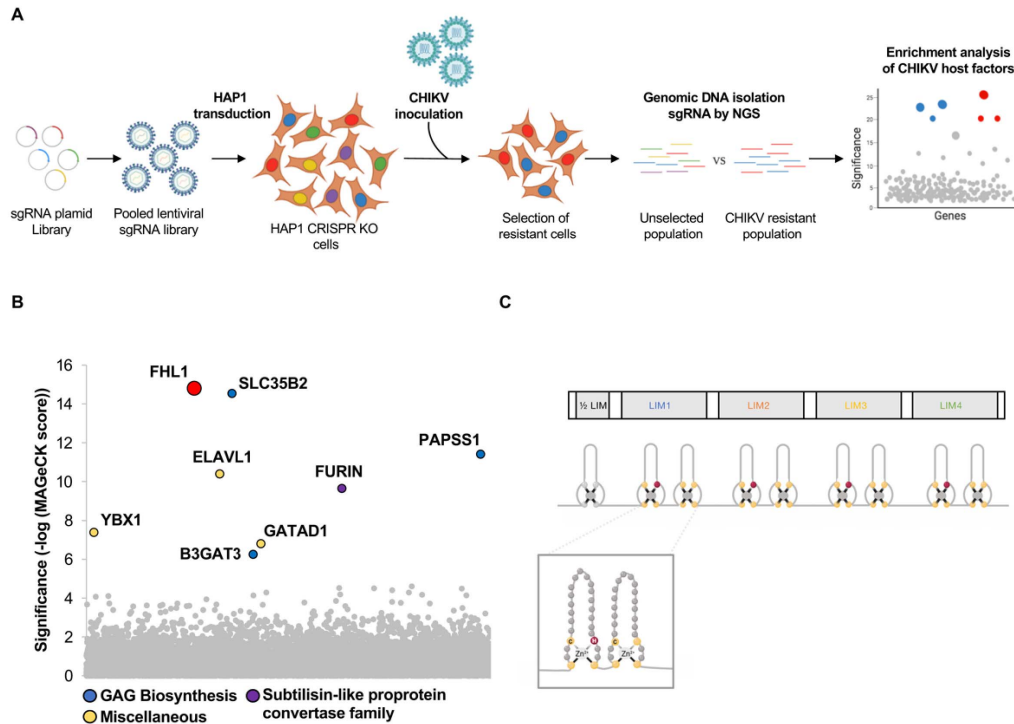 A
HAP1
transduction
CHIKV
inoculation
Genomic DNA isolation
sgRNA by NGS
Enrichment analysis
of CHIKV host factors
sgRNA plamid
Library
Pooled lentiviral
sgRNA library
HAP1 CRISPR KO
cells
Selection of
resistant cells
VS
Unselected
population
CHIKV resistant
population
Significance
25
20
15
10
5
0
Genes
B
Significance (-log (MAGeCK score))
16
14
12
10
8
6
4
2
0
FHL1
SLC35B2
PAPSS1
ELAVL1
FURIN
YBX1
GATAD1
B3GAT3
GAG Biosynthesis
Miscellaneous
Subtilisin-like proprotein
convertase family
C
½ LIM
LIM1
LIM2
LIM3
LIM4
C
H
C
Zn²⁺
Zn²⁺